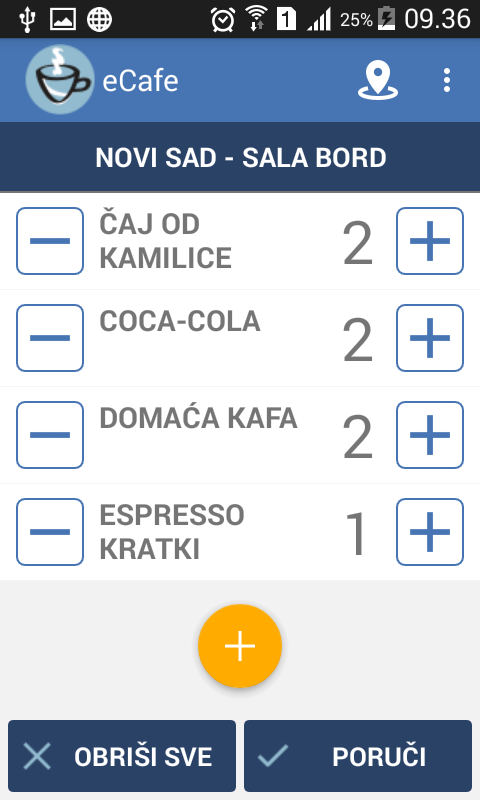 1 25% 09.36
eCafe
NOVI SAD - SALA BORD
ČAJ OD
KAMILICE
2
COCA-COLA
2
DOMAĆA KAFA
2
ESPRESSO
KRATKI
1
OBRIŠI SVE
PORUČI